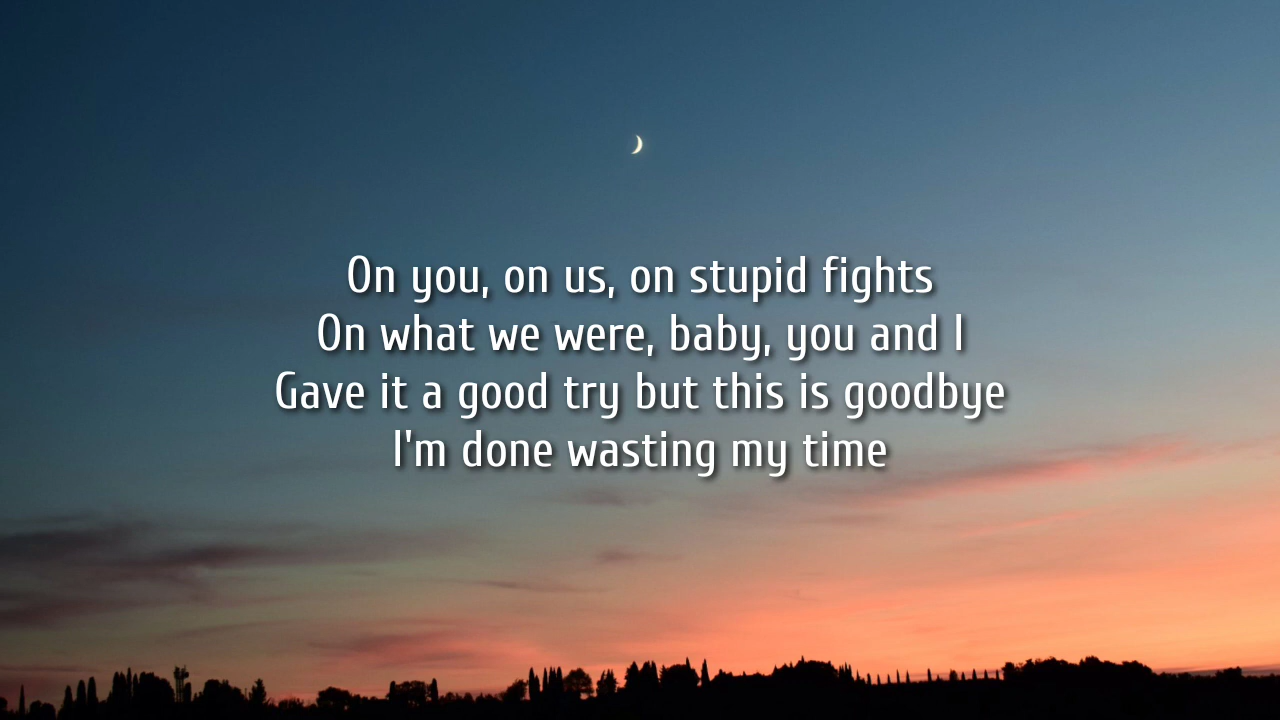 On you, on us, on stupid fights
On what we were, baby, you and I
Gave it a good try but this is goodbye
I'm done wasting my time